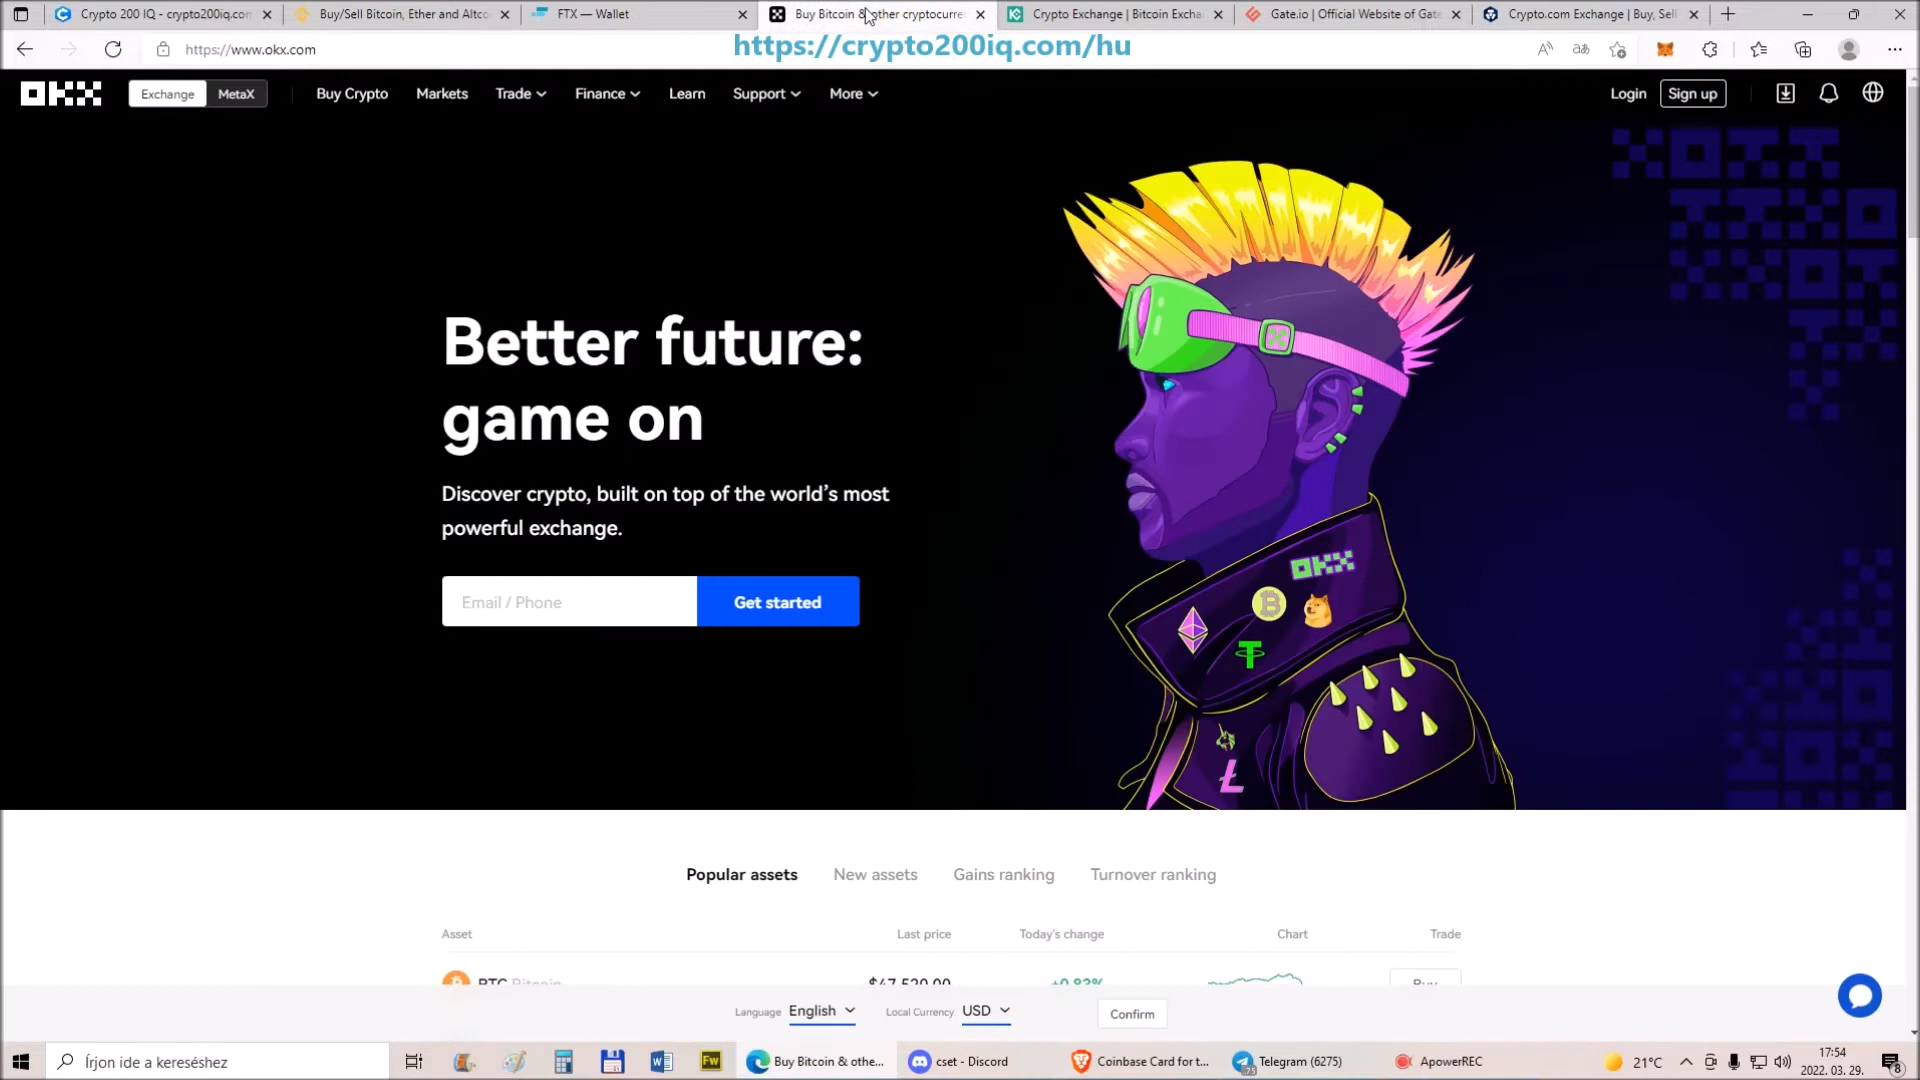 Crypto 200 IQ - crypto200iq.com
Buy/Sell Bitcoin, Ether and Altco
FTX — Wallet
Buy Bitcoin & other cryptocurre
Crypto Exchange | Bitcoin Excha
Gate.io | Official Website of Gate
Crypto.com Exchange | Buy, Sell
https://www.okx.com
https://crypto200iq.com/hu
OKX
Exchange
MetaX
Buy Crypto
Markets
Trade
Finance
Learn
Support
More
Login
Sign up
Better future:
game on
Discover crypto, built on top of the world's most
powerful exchange.
Email / Phone
Get started
OKX
Popular assets
New assets
Gains ranking
Turnover ranking
Asset
Last price
Today's change
Chart
Trade
BTC Bitcoin
$47,520.00
+0.83%
Buy
Language
English
Local Currency
USD
Confirm
Írjon ide a kereséshez
Fw
Buy Bitcoin & othe...
cset - Discord
Coinbase Card for t...
Telegram (6275)
ApowerREC
21°C
17:54
2022. 03. 29.